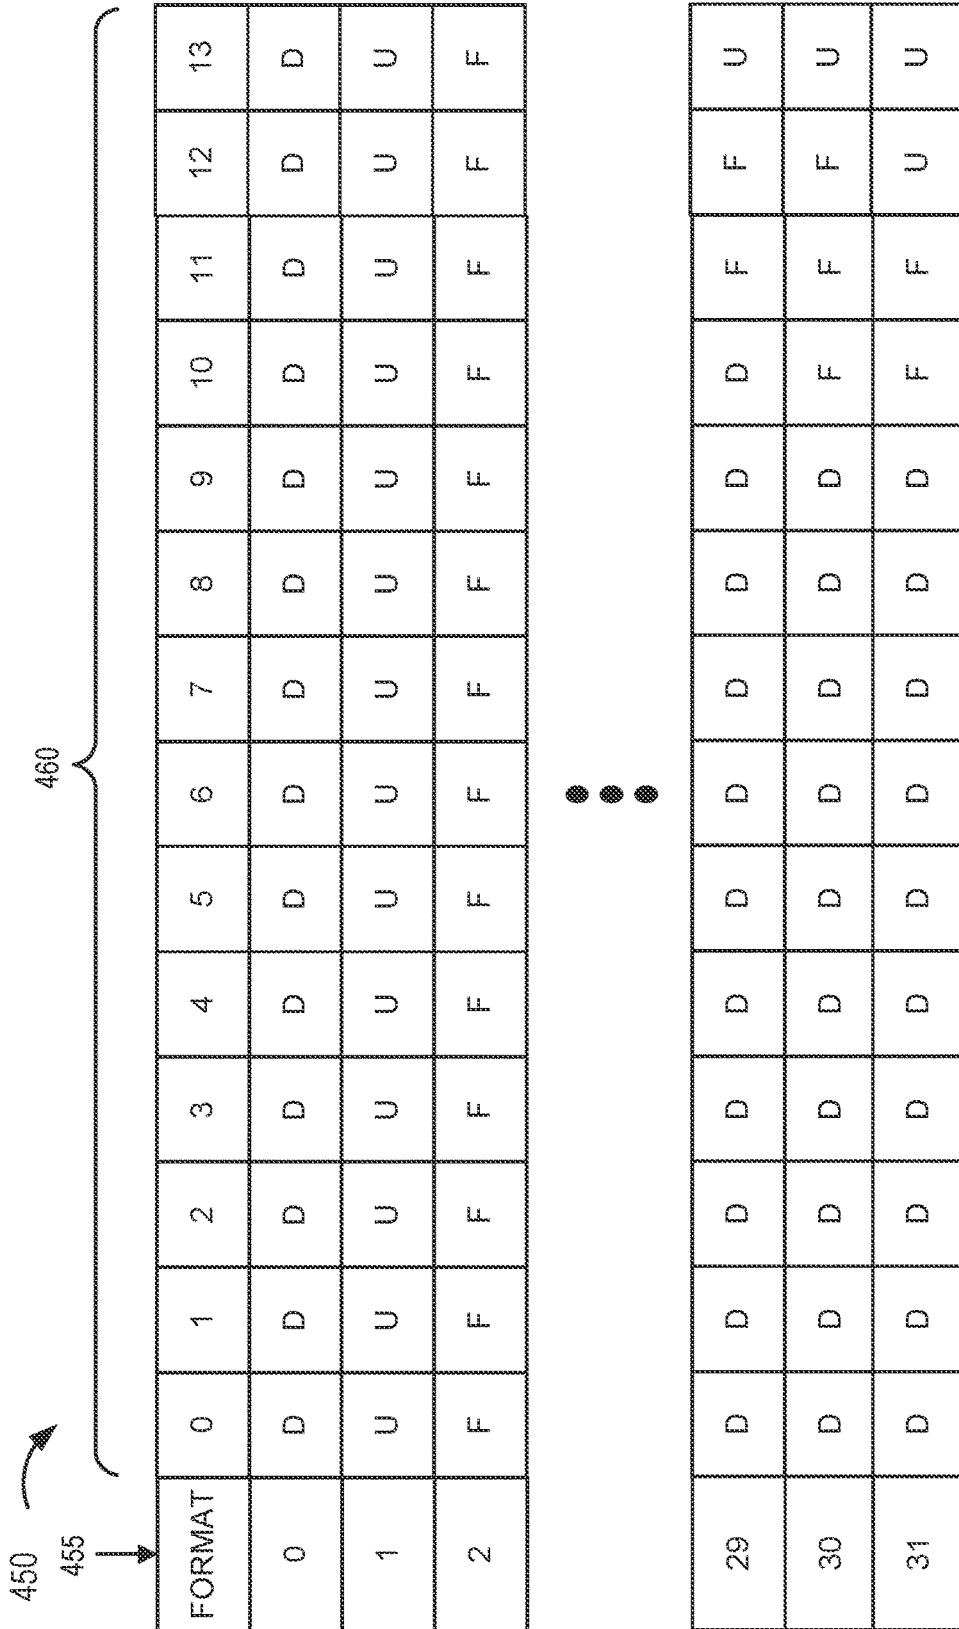 450
455
460
FORMAT 0 1 2 3 4 5 6 7 8 9 10 11 12 13
0 D D D D D D D D D D D D D D
1 U U U U U U U U U U U U U U
2 F F F F F F F F F F F F F F
29 D D D D D D D D D D D F F U
30 D D D D D D D D D D F F F U
31 D D D D D D D D D D F F U U